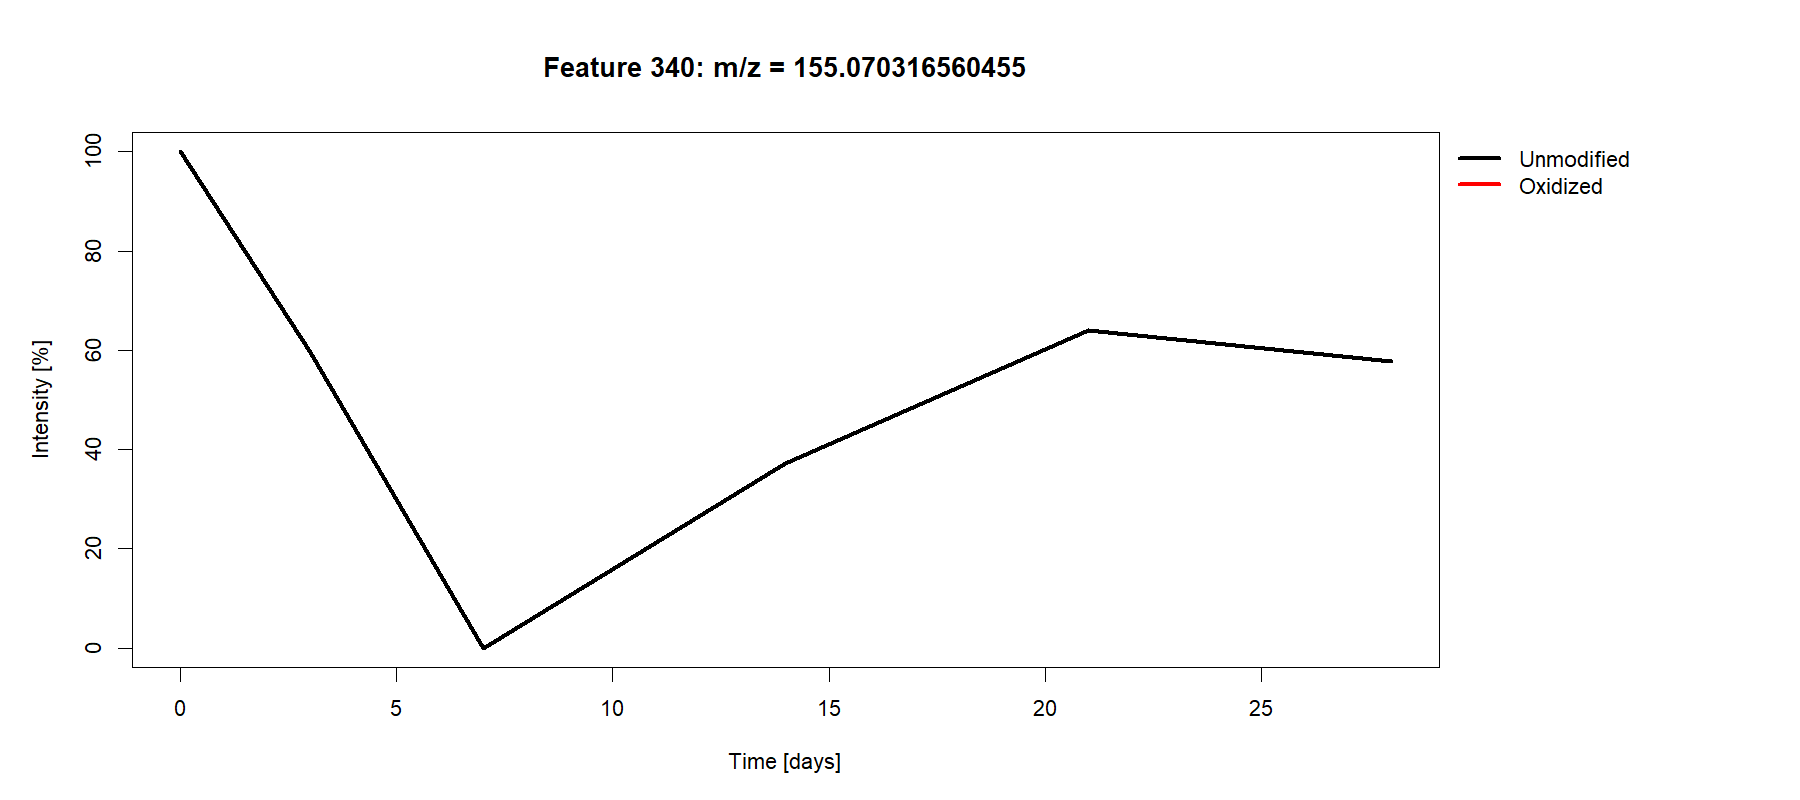 Feature 340: m/z = 155.070316560455
Unmodified
Oxidized
Intensity [%]
100
80
60
40
20
0
0 5 10 15 20 25
Time [days]